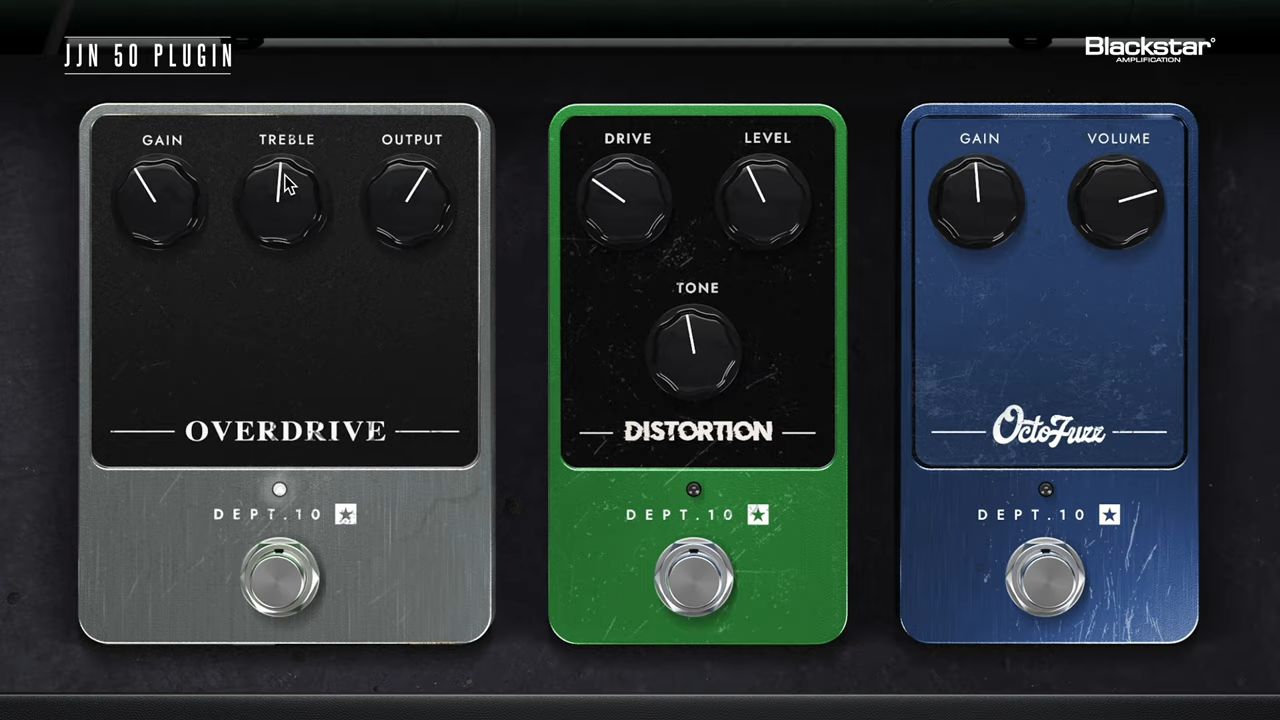 JJN 50 PLUGIN
Blackstar
AMPLIFICATION
GAIN TREBLE OUTPUT
OVERDRIVE
DEPT.10
DRIVE LEVEL
TONE
DISTORTION
DEPT.10
GAIN VOLUME
OctoFuzz
DEPT.10